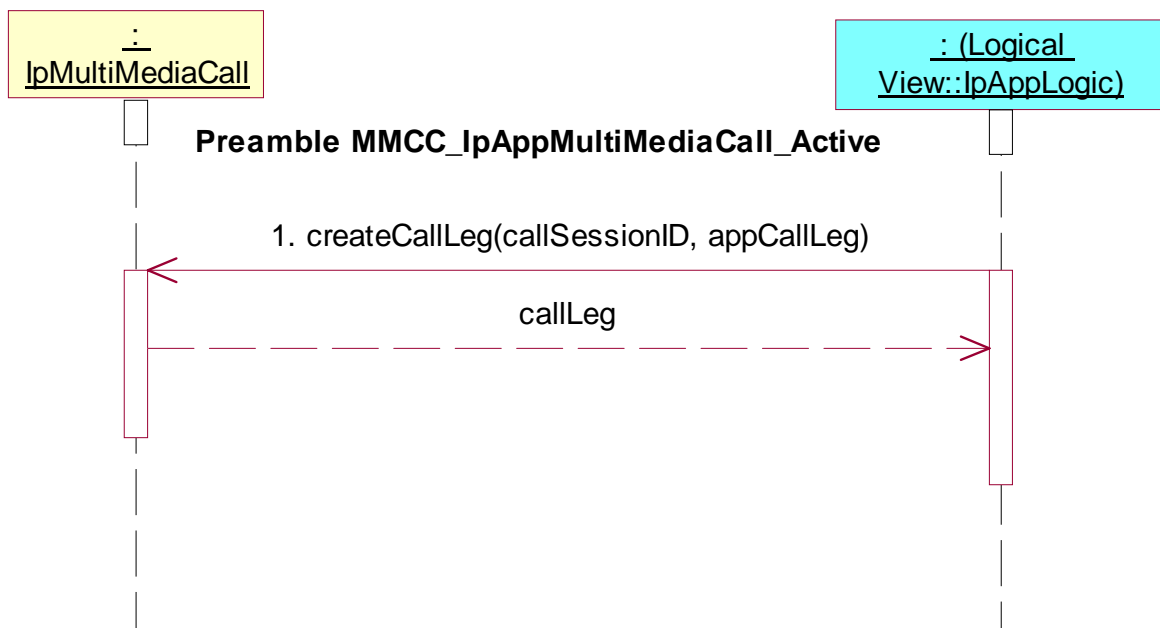 :
IpMultiMediaCall
: (Logical
View::IpAppLogic)
Preamble MMCC_IpAppMultiMediaCall_Active
1. createCallLeg(callSessionID, appCallLeg)
callLeg